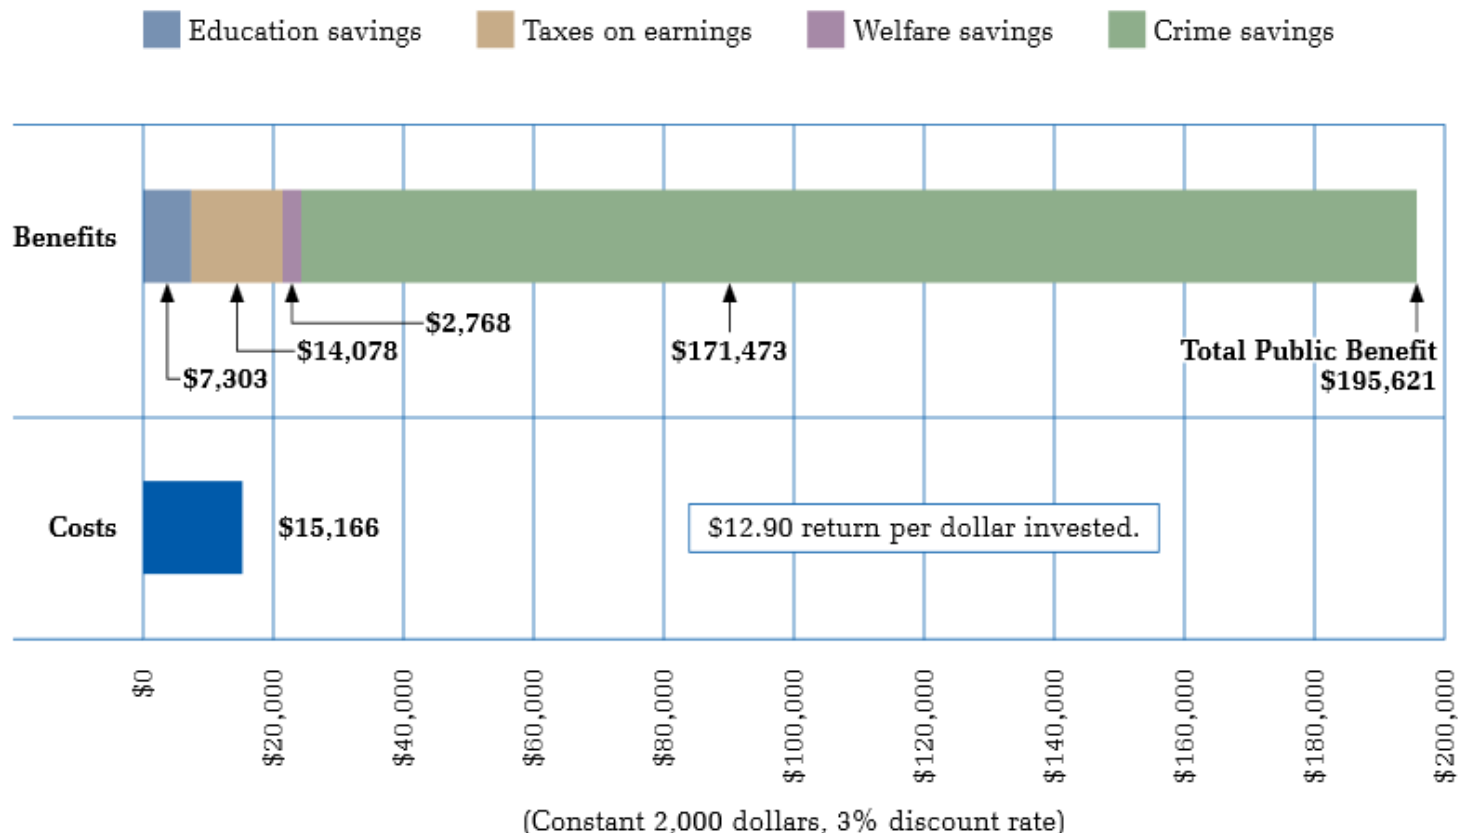 Education savings Taxes on earnings Welfare savings Crime savings
Benefits
$2,768
$14,078
$7,303
$171,473
Total Public Benefit
$195,621
Costs
$15,166
$12.90 return per dollar invested.
$0
$20,000
$40,000
$60,000
$80,000
$100,000
$120,000
$140,000
$160,000
$180,000
$200,000
(Constant 2,000 dollars, 3% discount rate)